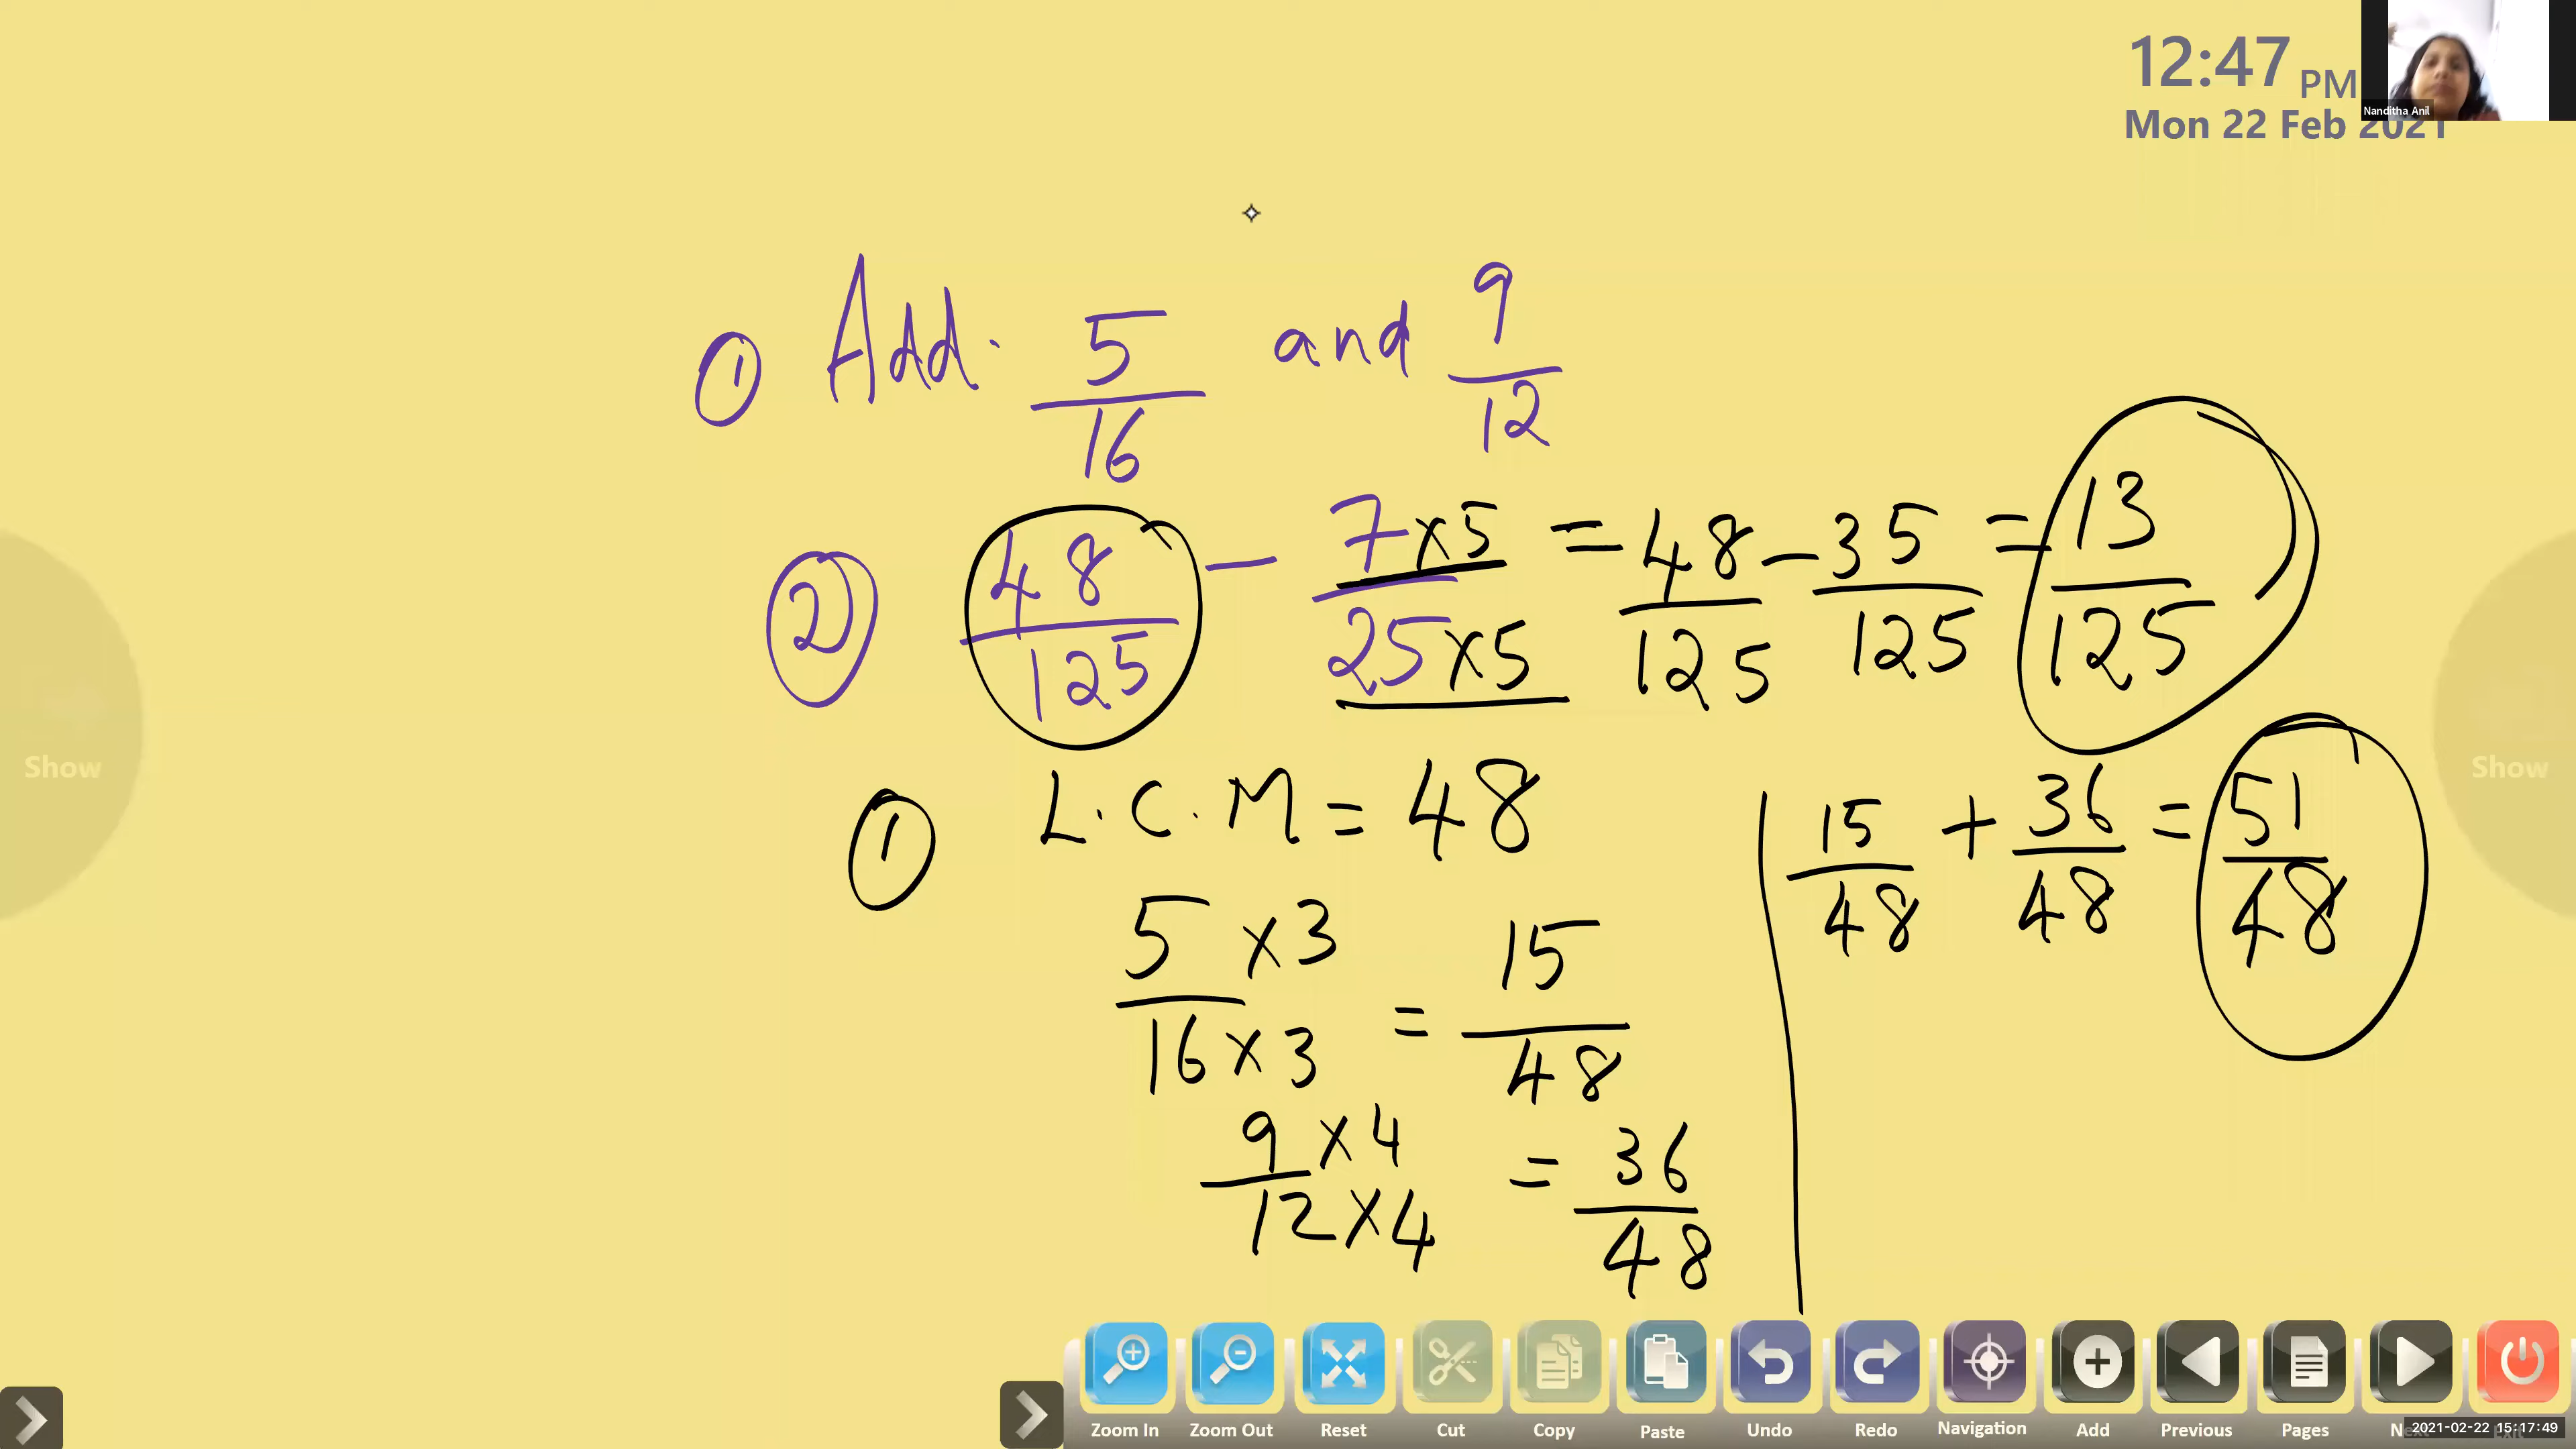 12:47 PM
Mon 22 Feb 2021
Nanditha Anil
① Add. 5/16 and 9/12
② 48/125 − 7×5/25×5 = 48/125 − 35/125 = 13/125
① L.C.M = 48
5×3/16×3 = 15/48
9×4/12×4 = 36/48
15/48 + 36/48 = 51/48
Show
Show
Zoom In Zoom Out Reset Cut Copy Paste Undo Redo Navigation Add Previous Pages
2021-02-22 15:17:49